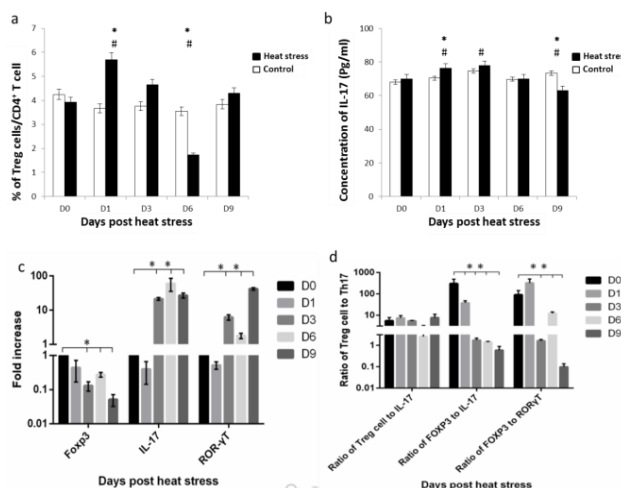 a
* *
# #
7
6
5
4
3
2
1
0
% of Treg cells/CD4⁺ T cell
Heat stress
Control
D0 D1 D3 D6 D9
Days post heat stress
b
* *
# # #
100
80
60
40
20
0
Concentration of IL-17 (Pg/ml)
Heat stress
Control
D0 D1 D3 D6 D9
Days post heat stress
c
* * * * * *
100
10
1
0.1
0.01
Fold increase
D0
D1
D3
D6
D9
Foxp3 IL-17 ROR-γT
Days post heat stress
d
* * * *
1000
100
10
1
0.1
Ratio of Treg cell to Th17
D0
D1
D3
D6
D9
Ratio of Treg cell to IL-17
Ratio of FOXP3 to IL-17
Ratio of FOXP3 to RORγT
Days post heat stress